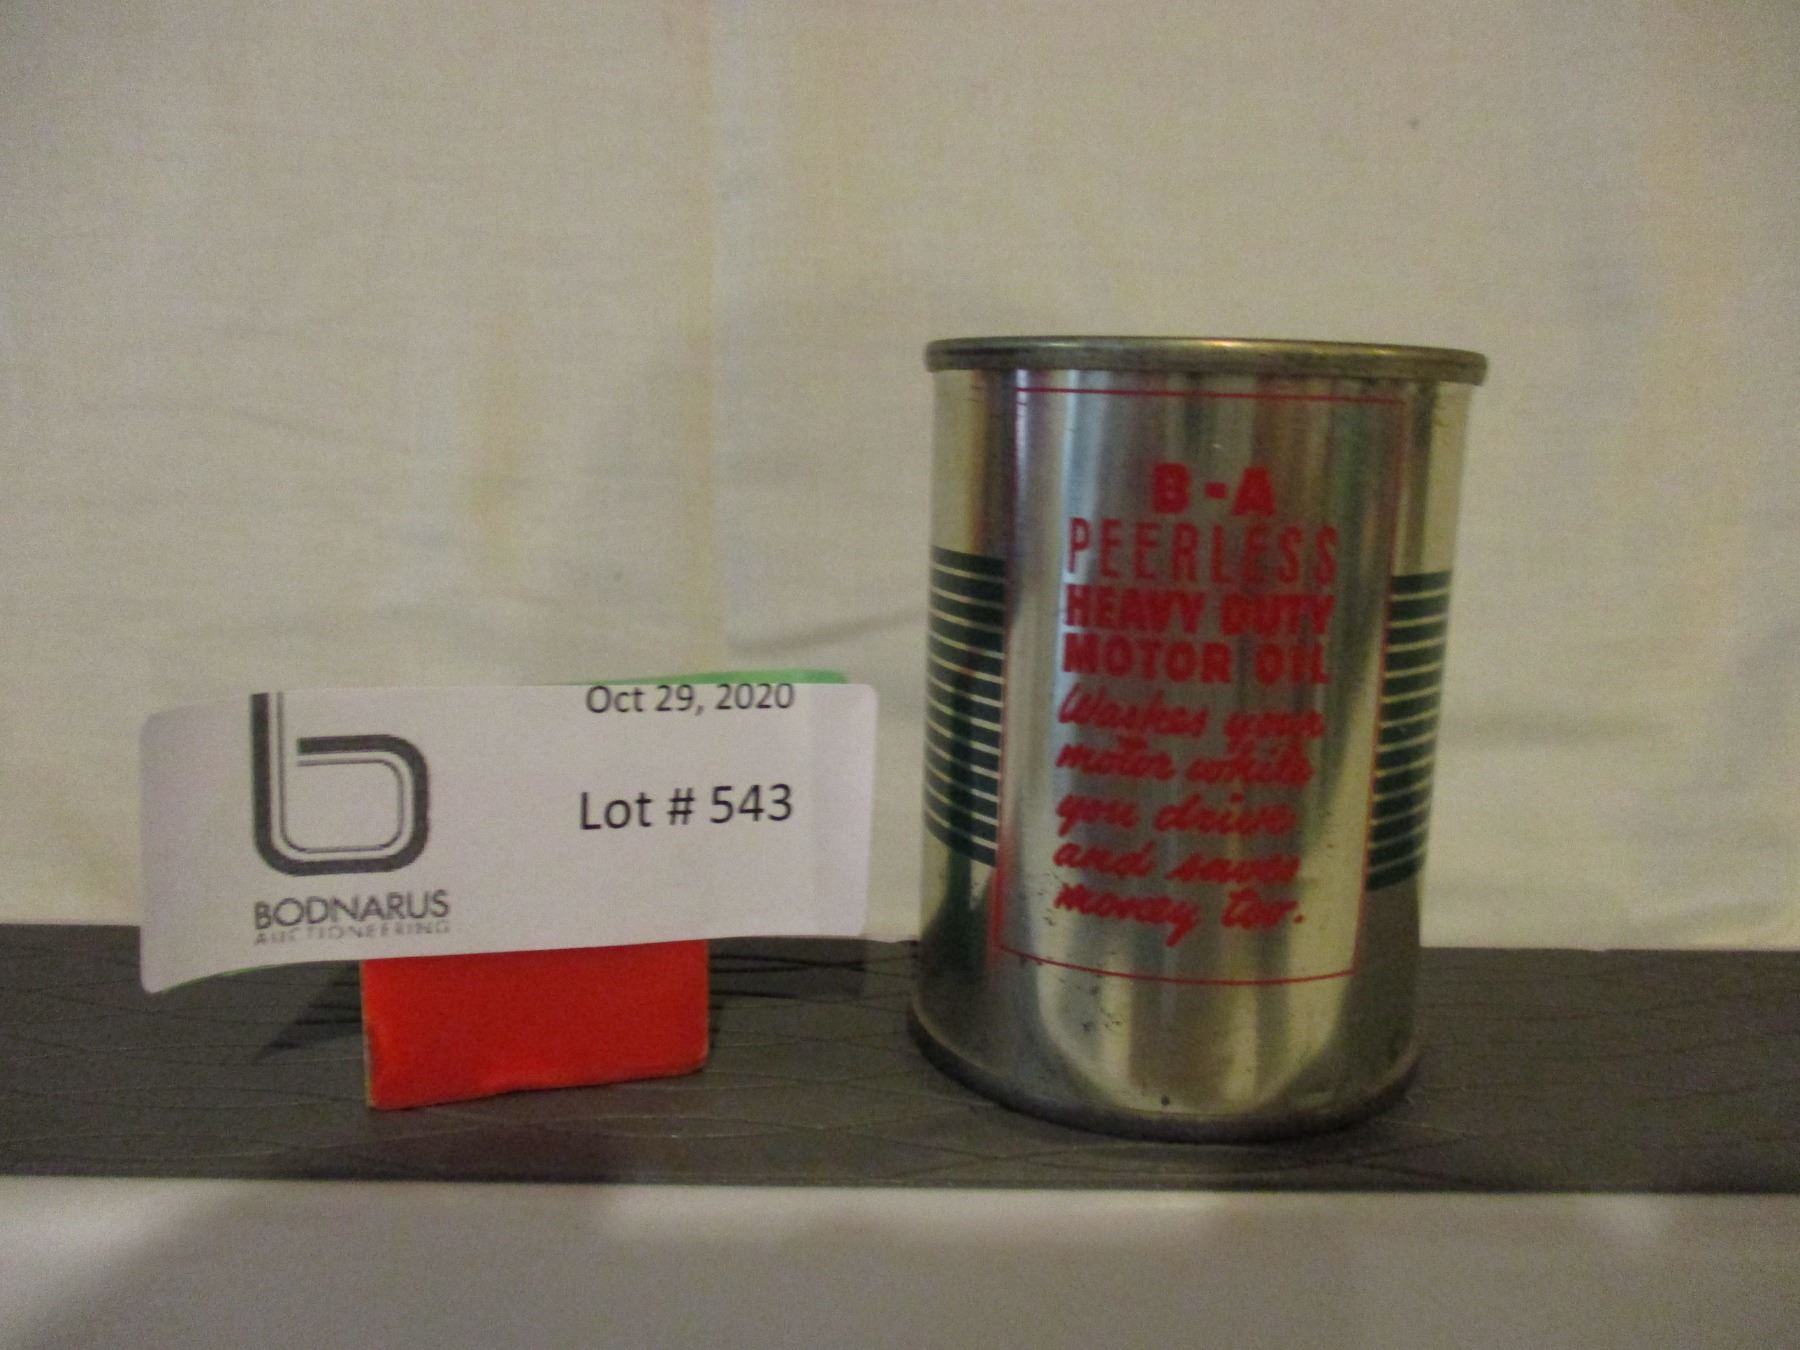 Oct 29, 2020
Lot # 543
BODNARUS
AUCTIONEERING
B-A
PEERLESS
HEAVY DUTY
MOTOR OIL
Washes your
motor while
you drive
and saves
money too.